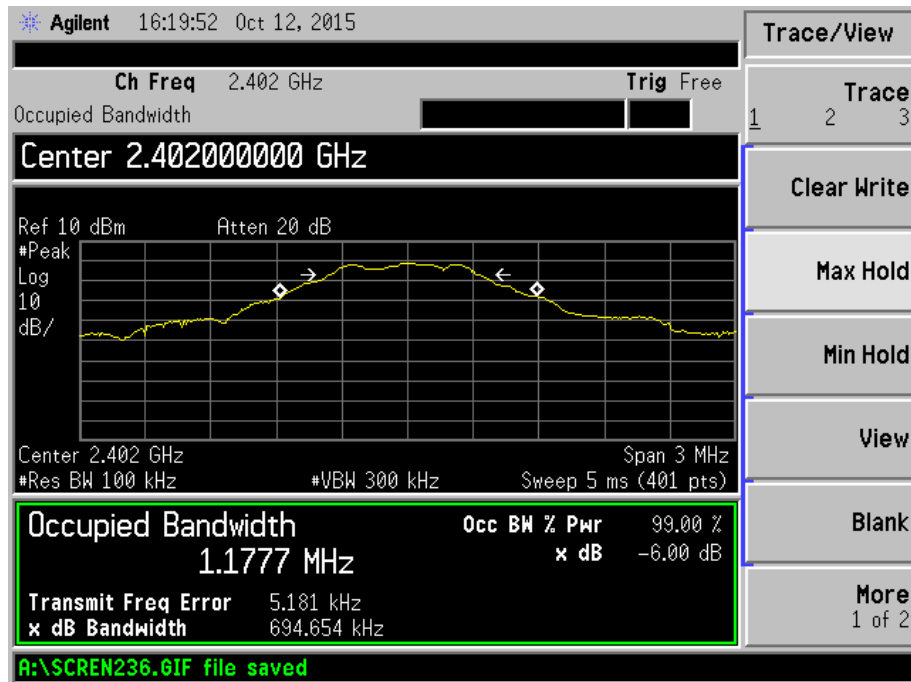 Agilent 16:19:52 Oct 12, 2015
Trace/View
Ch Freq 2.402 GHz Trig Free
Occupied Bandwidth
Trace
1 2 3
Center 2.402000000 GHz
Clear Write
Ref 10 dBm Atten 20 dB
#Peak
Log
10
dB/
Max Hold
Min Hold
Center 2.402 GHz Span 3 MHz
#Res BW 100 kHz #VBW 300 kHz Sweep 5 ms (401 pts)
View
Occupied Bandwidth
1.1777 MHz
Occ BW % Pwr 99.00 %
x dB -6.00 dB
Blank
Transmit Freq Error 5.181 kHz
x dB Bandwidth 694.654 kHz
More
1 of 2
A:\SCREN236.GIF file saved